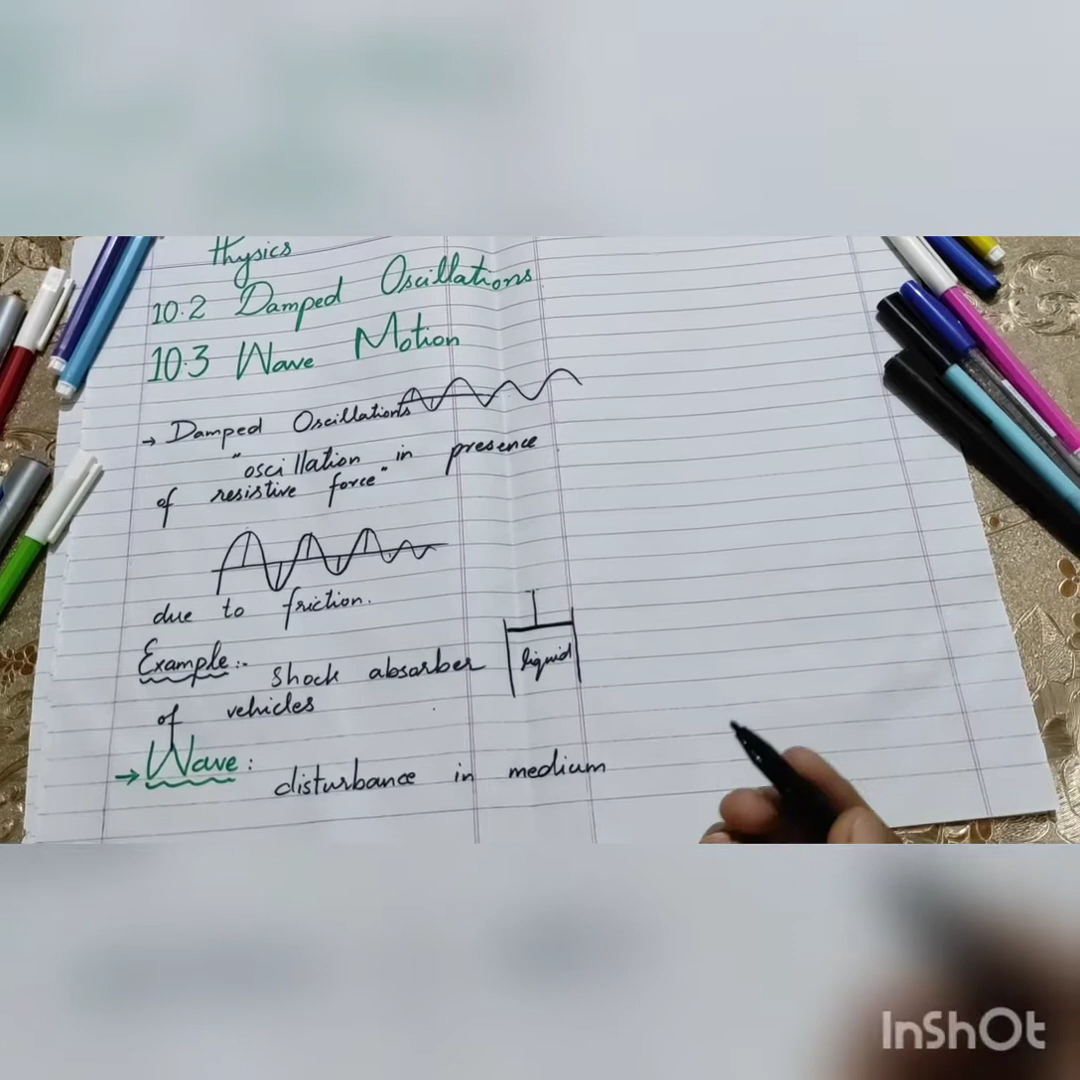 Physics
10.2 Damped Oscillations
10.3 Wave Motion
→ Damped Oscillations
"oscillation in presence
of resistive force"
due to friction.
Example:- Shock absorber
liquid
of vehicles
→ Wave: disturbance in medium
InShOt